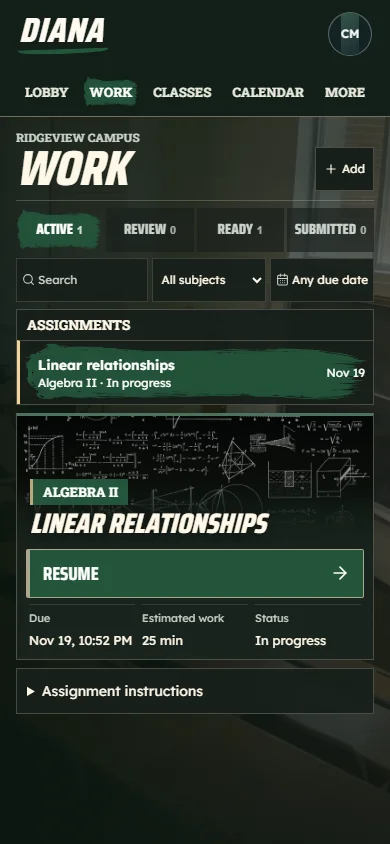 DIANA
CM
LOBBY WORK CLASSES CALENDAR MORE
RIDGEVIEW CAMPUS
WORK
+ Add
ACTIVE 1 REVIEW 0 READY 1 SUBMITTED 0
Search All subjects Any due date
ASSIGNMENTS
Linear relationships
Algebra II · In progress
Nov 19
ALGEBRA II
LINEAR RELATIONSHIPS
RESUME
Due Estimated work Status
Nov 19, 10:52 PM 25 min In progress
Assignment instructions